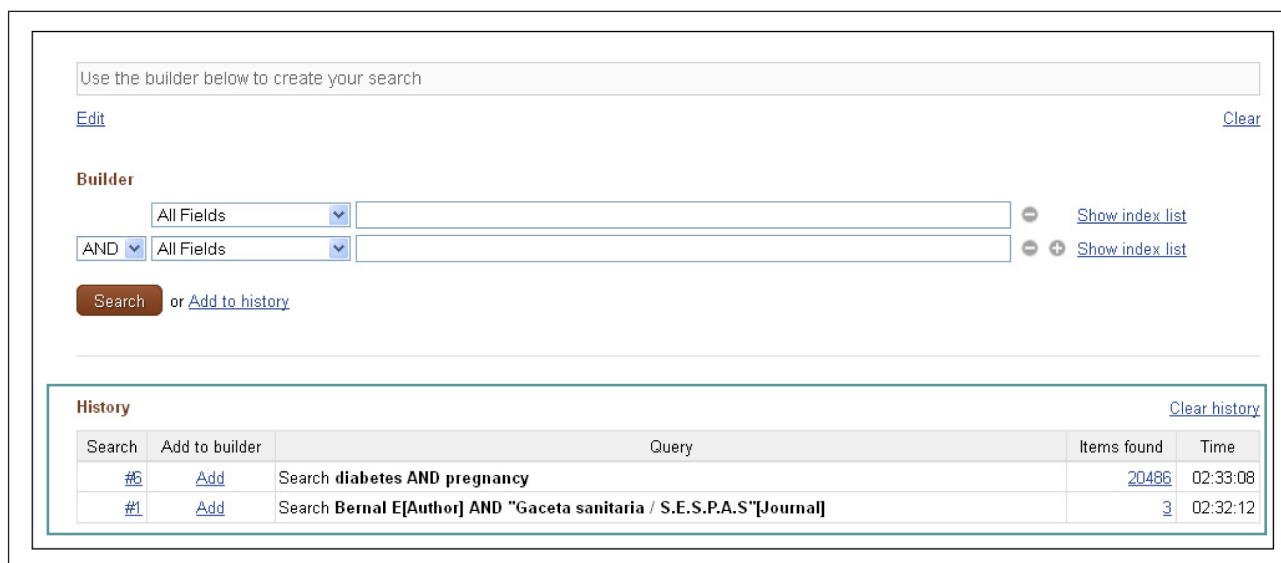 Use the builder below to create your search
Edit Clear
Builder
All Fields Show index list
AND All Fields Show index list
Search or Add to history
History Clear history
Search Add to builder Query Items found Time
#6 Add Search diabetes AND pregnancy 20486 02:33:08
#1 Add Search Bernal E[Author] AND "Gaceta sanitaria / S.E.S.P.A.S"[Journal] 3 02:32:12